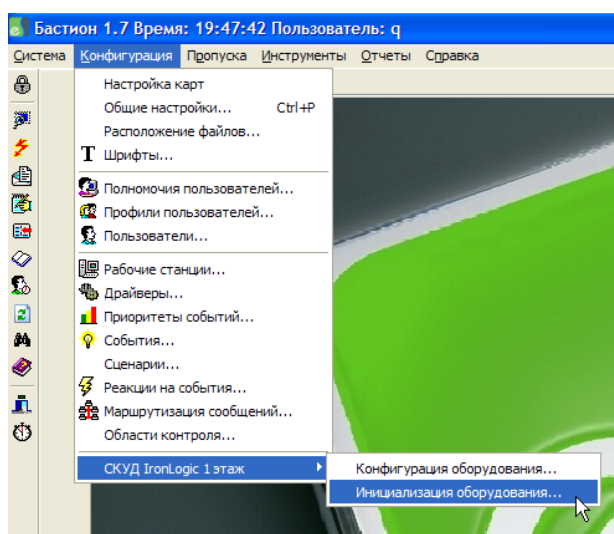 Бастион 1.7 Время: 19:47:42 Пользователь: q
Система Конфигурация Пропуска Инструменты Отчеты Справка
Настройка карт
Общие настройки... Ctrl+P
Расположение файлов...
Шрифты...
Полномочия пользователей...
Профили пользователей...
Пользователи...
Рабочие станции...
Драйверы...
Приоритеты событий...
События...
Сценарии...
Реакции на события...
Маршрутизация сообщений...
Области контроля...
СКУД IronLogic 1 этаж
Конфигурация оборудования...
Инициализация оборудования...